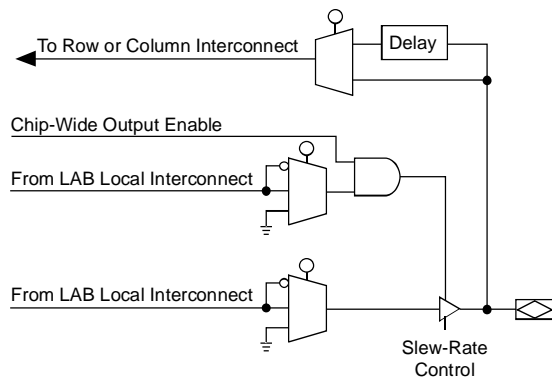 To Row or Column Interconnect
Delay
Chip-Wide Output Enable
From LAB Local Interconnect
From LAB Local Interconnect
Slew-Rate
Control